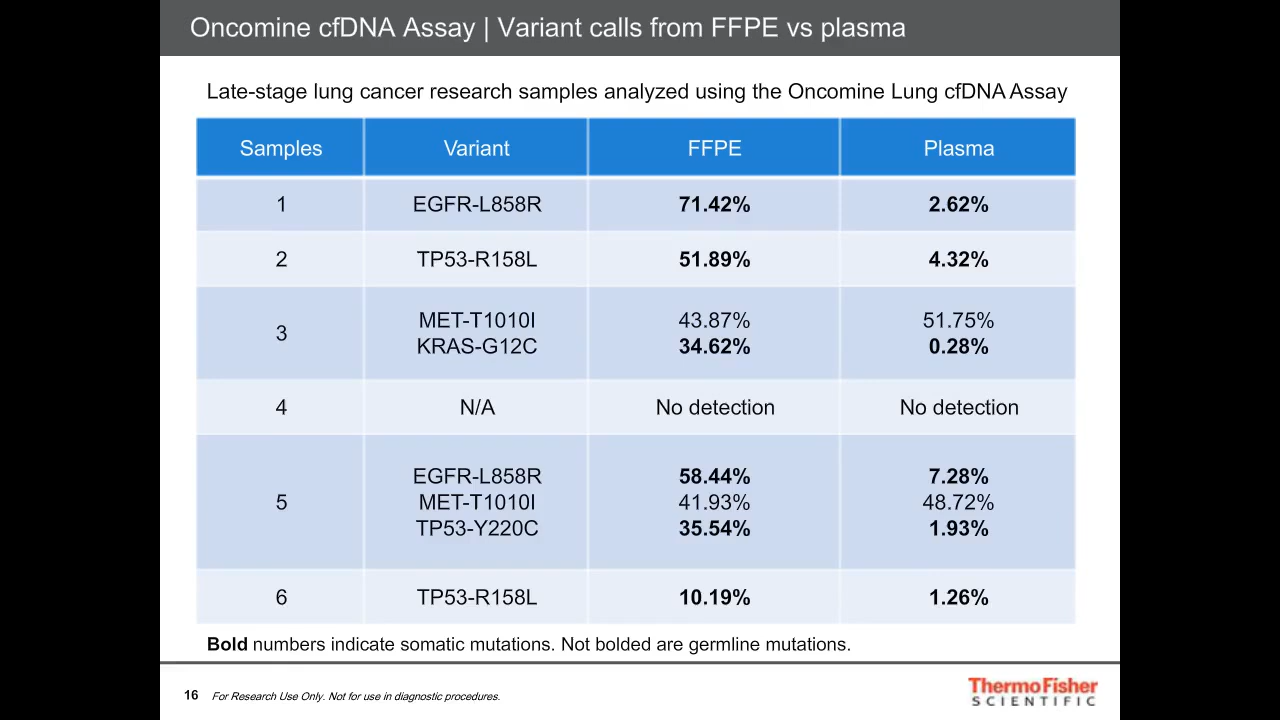 Oncomine cfDNA Assay | Variant calls from FFPE vs plasma
Late-stage lung cancer research samples analyzed using the Oncomine Lung cfDNA Assay
Samples Variant FFPE Plasma
1 EGFR-L858R 71.42% 2.62%
2 TP53-R158L 51.89% 4.32%
3 MET-T1010I 43.87% 51.75%
KRAS-G12C 34.62% 0.28%
4 N/A No detection No detection
5 EGFR-L858R 58.44% 7.28%
MET-T1010I 41.93% 48.72%
TP53-Y220C 35.54% 1.93%
6 TP53-R158L 10.19% 1.26%
Bold numbers indicate somatic mutations. Not bolded are germline mutations.
16 For Research Use Only. Not for use in diagnostic procedures.
ThermoFisher
SCIENTIFIC